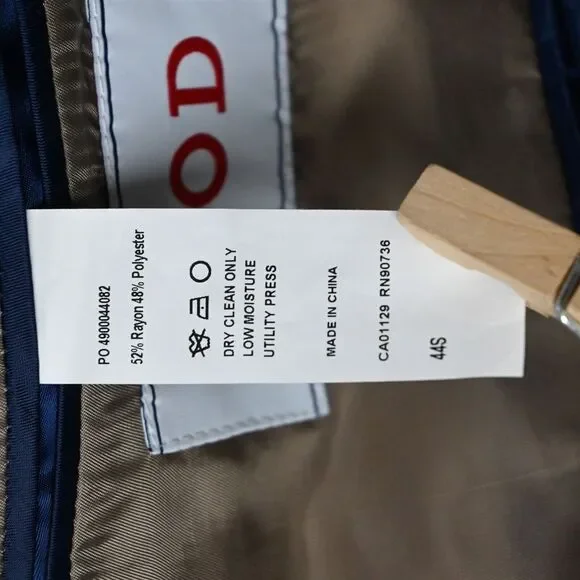 OD
PO 4900044082
52% Rayon 48% Polyester
DRY CLEAN ONLY
LOW MOISTURE
UTILITY PRESS
MADE IN CHINA
CA01129 RN90736
44S